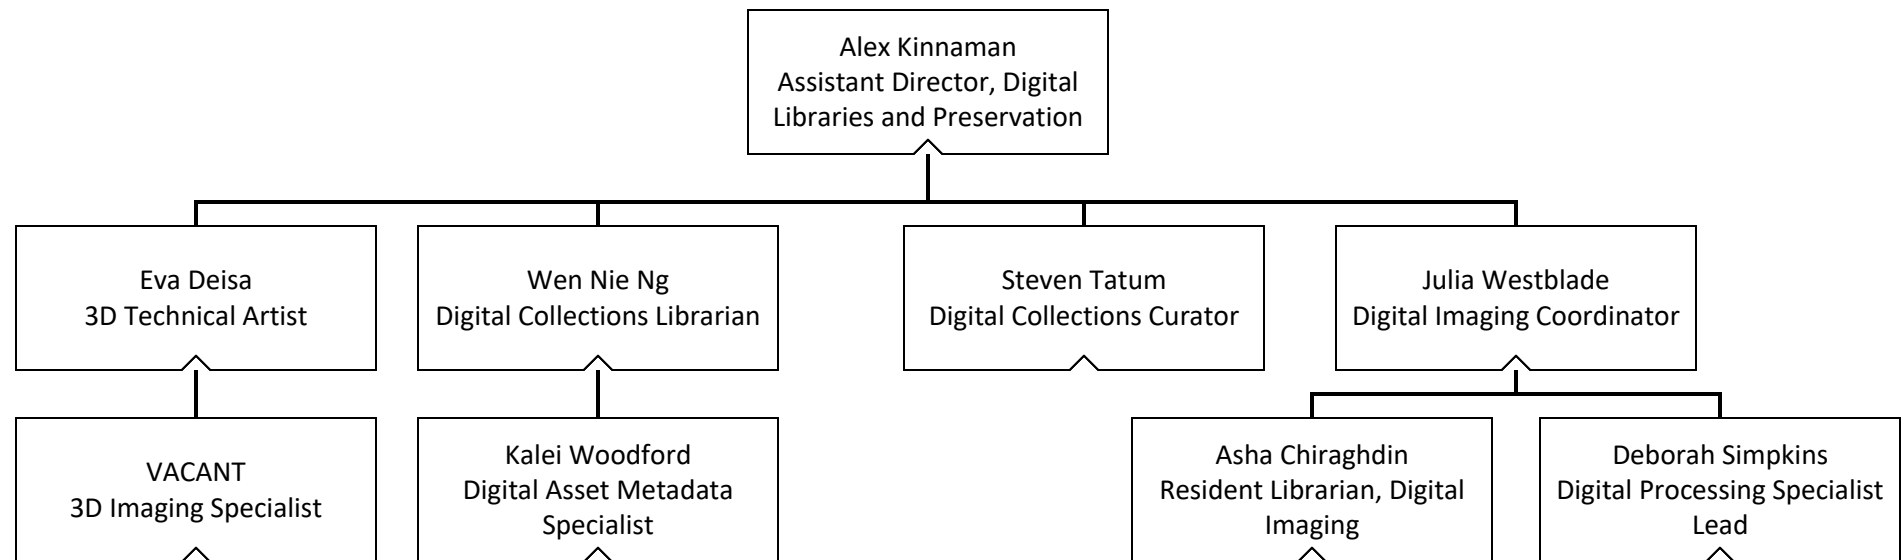 Alex Kinnaman
Assistant Director, Digital
Libraries and Preservation
Eva Deisa
3D Technical Artist
Wen Nie Ng
Digital Collections Librarian
Steven Tatum
Digital Collections Curator
Julia Westblade
Digital Imaging Coordinator
VACANT
3D Imaging Specialist
Kalei Woodford
Digital Asset Metadata
Specialist
Asha Chiraghdin
Resident Librarian, Digital
Imaging
Deborah Simpkins
Digital Processing Specialist
Lead